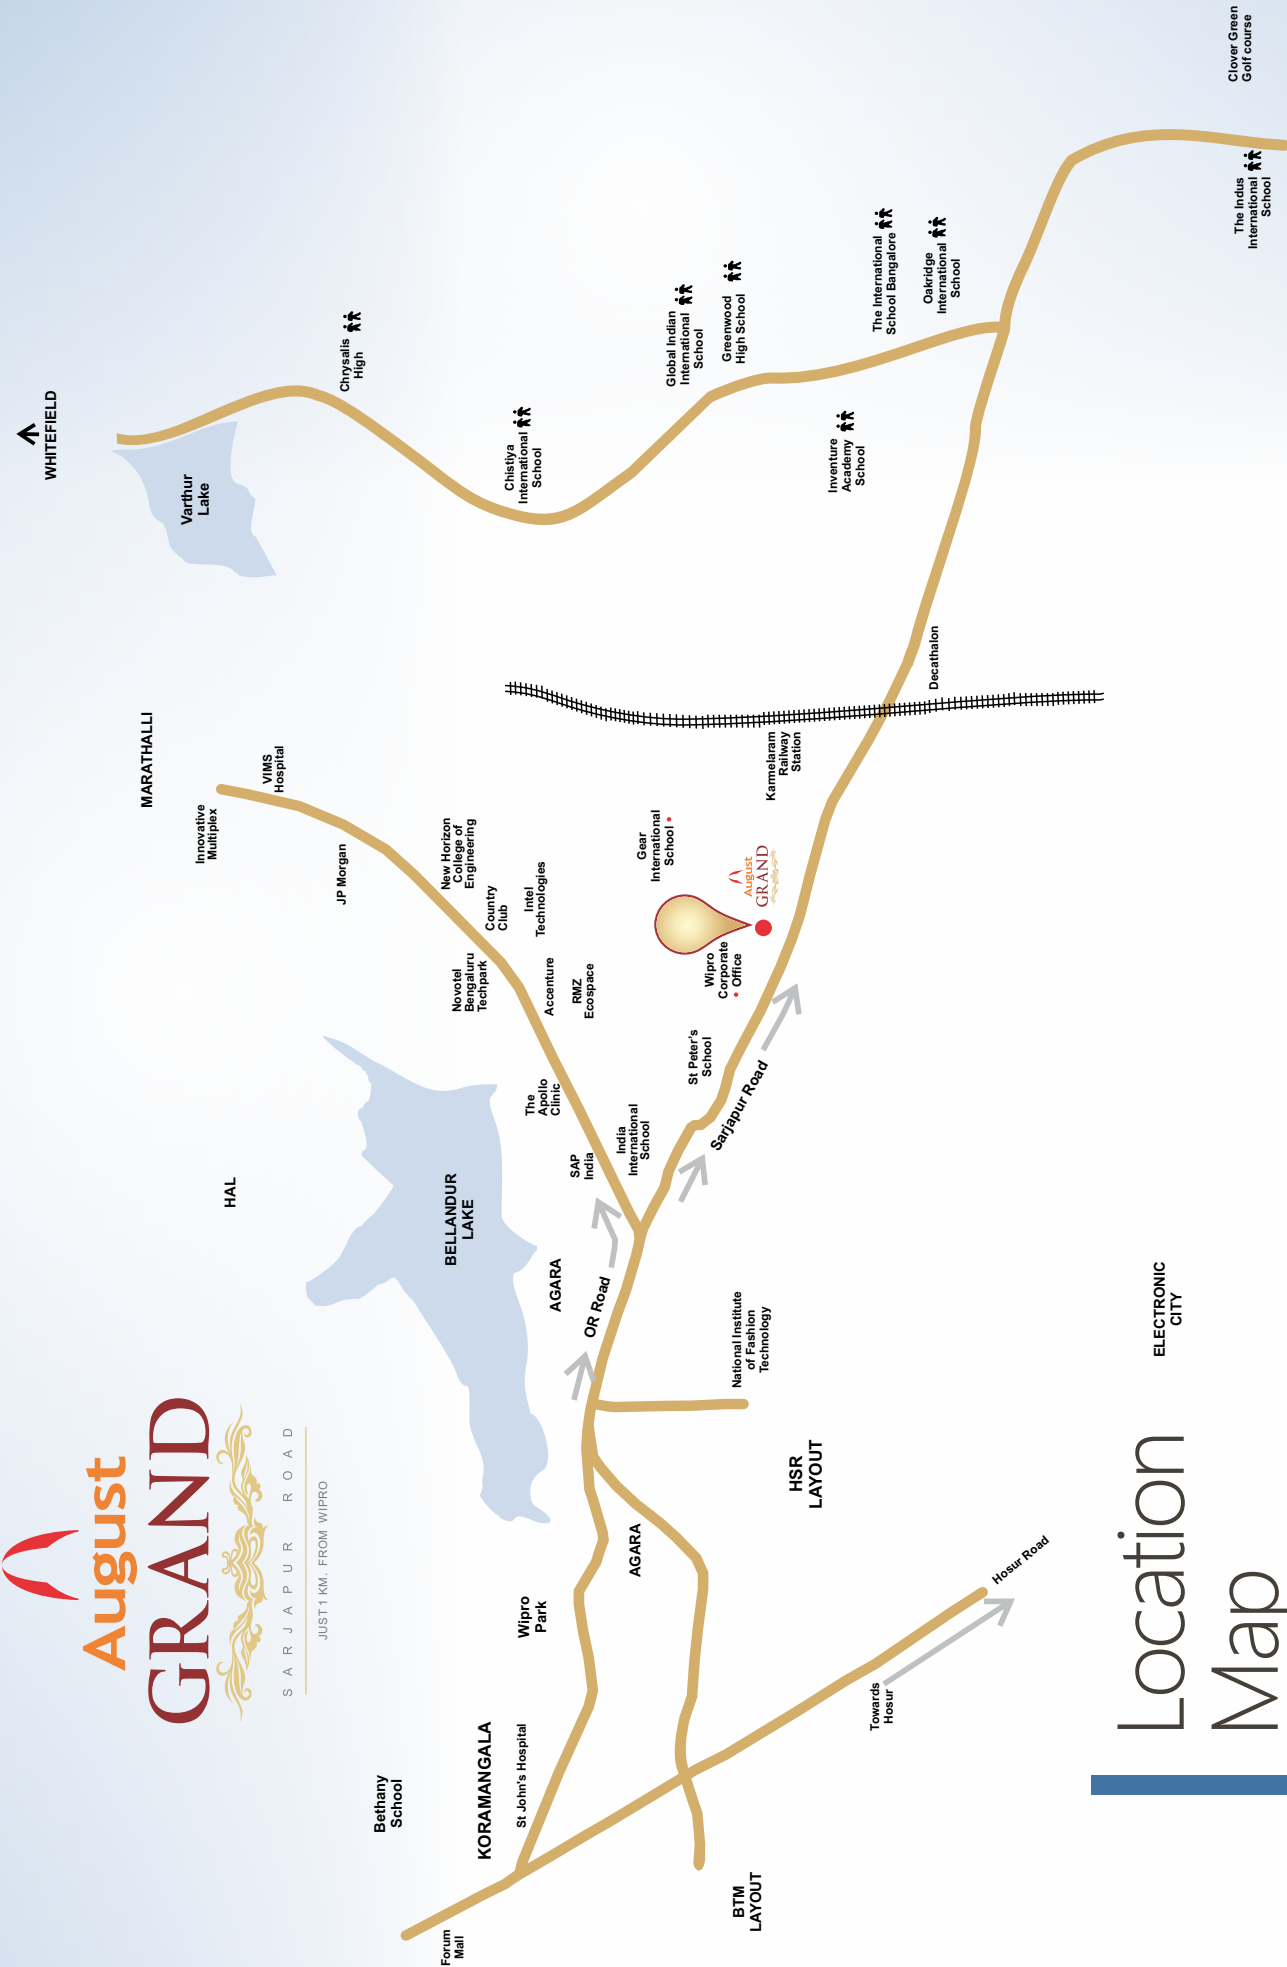 August
GRAND
SARJAPUR ROAD
JUST 1 KM. FROM WIPRO
HAL
MARATHALLI
WHITEFIELD
Varthur
Lake
Innovative
Multiplex
VIMS
Hospital
JP Morgan
Chrysalis
High
Bethany
School
Forum
Mall
KORAMANGALA
St John's Hospital
BELLANDUR
LAKE
Novotel
Bengaluru
Techpark
New Horizon
College of
Engineering
Country
Club
Intel
Technologies
Chistiya
International
School
Wipro
Park
AGARA
The
Apollo
Clinic
Accenture
RMZ
Ecospace
SAP
India
OR Road
AGARA
India
International
School
Gear
International
School
Global Indian
International
School
Greenwood
High School
St Peter's
School
Wipro
Corporate
Office
August
GRAND
Sarjapur Road
Karmelaram
Railway
Station
National Institute
of Fashion
Technology
BTM
LAYOUT
HSR
LAYOUT
Inventure
Academy
School
The International
School Bangalore
Oakridge
International
School
Decathalon
Towards
Hosur
Hosur Road
ELECTRONIC
CITY
The Indus
International
School
Clover Green
Golf course
Location
Map